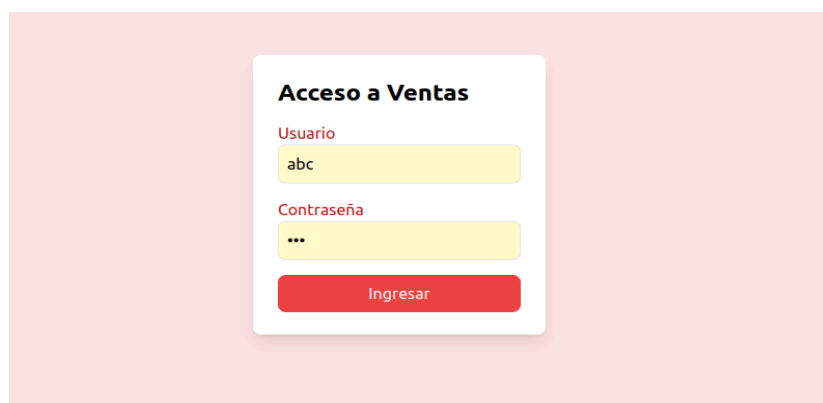 Acceso a Ventas
Usuario
abc
Contraseña
•••
Ingresar